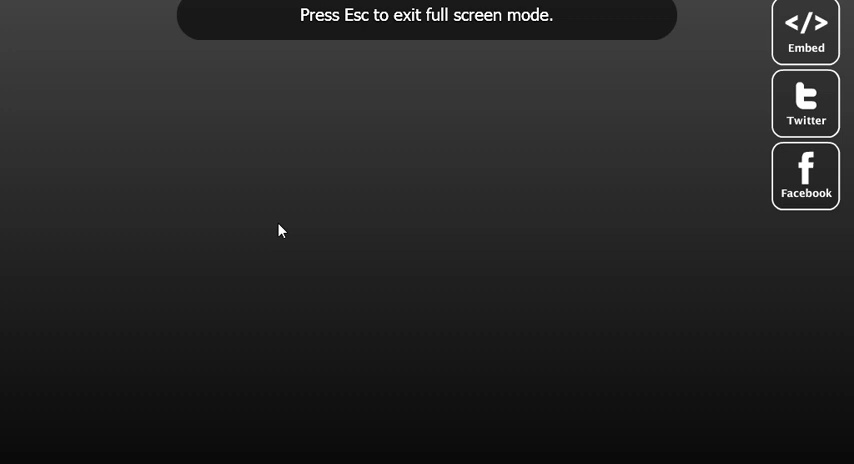 Press Esc to exit full screen mode.
</>
Embed
Twitter
Facebook